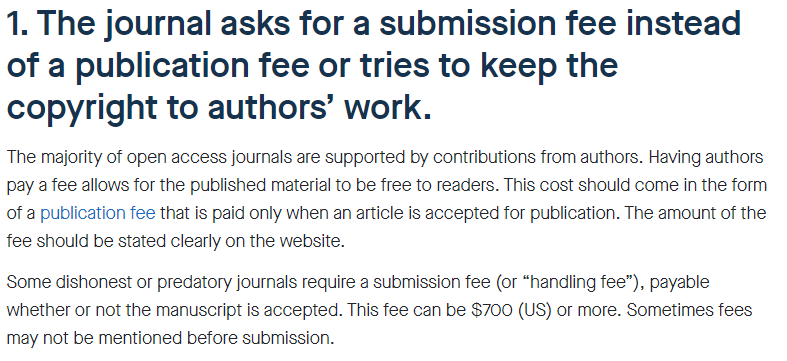 1. The journal asks for a submission fee instead
of a publication fee or tries to keep the
copyright to authors’ work.
The majority of open access journals are supported by contributions from authors. Having authors
pay a fee allows for the published material to be free to readers. This cost should come in the form
of a publication fee that is paid only when an article is accepted for publication. The amount of the
fee should be stated clearly on the website.
Some dishonest or predatory journals require a submission fee (or “handling fee”), payable
whether or not the manuscript is accepted. This fee can be $700 (US) or more. Sometimes fees
may not be mentioned before submission.